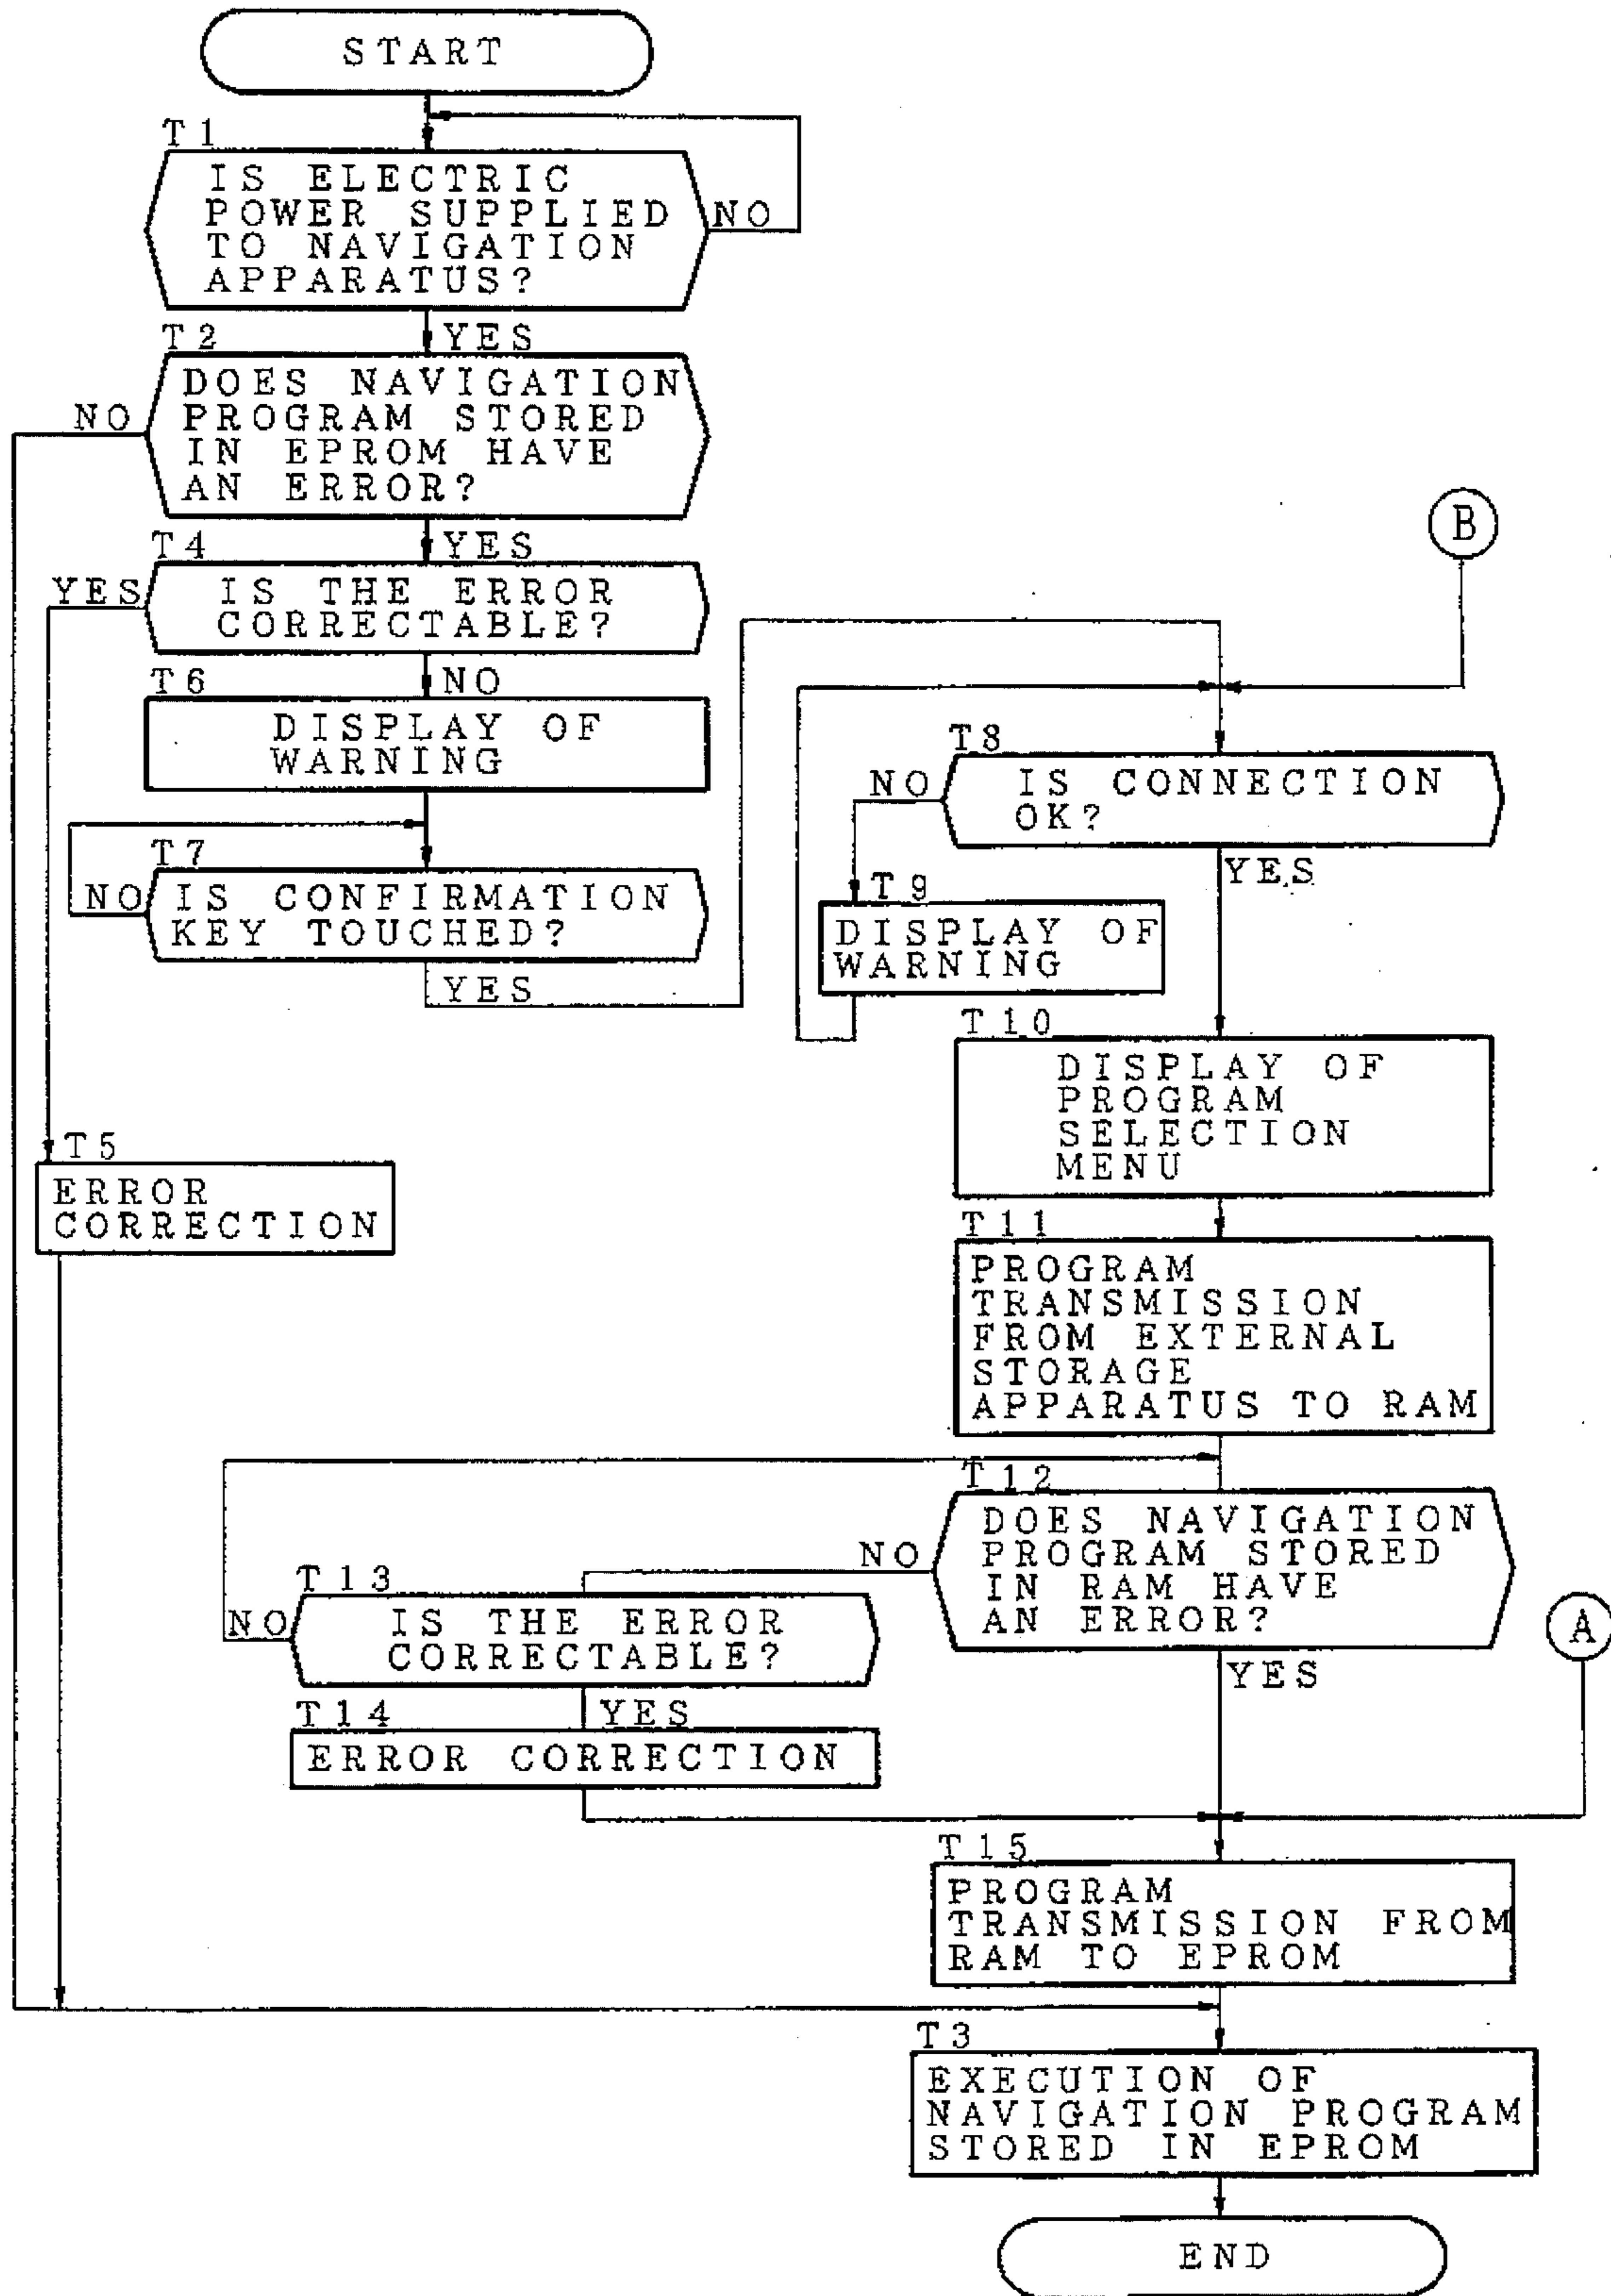 START
T1
IS ELECTRIC
POWER SUPPLIED
TO NAVIGATION
APPARATUS?
NO
YES
T2
DOES NAVIGATION
PROGRAM STORED
IN EPROM HAVE
AN ERROR?
NO
YES
T4
IS THE ERROR
CORRECTABLE?
YES
NO
T6
DISPLAY OF
WARNING
T7
IS CONFIRMATION
KEY TOUCHED?
NO
YES
B
T8
IS CONNECTION
OK?
NO
YES
T9
DISPLAY OF
WARNING
T10
DISPLAY OF
PROGRAM
SELECTION
MENU
T5
ERROR
CORRECTION
T11
PROGRAM
TRANSMISSION
FROM EXTERNAL
STORAGE
APPARATUS TO RAM
T12
DOES NAVIGATION
PROGRAM STORED
IN RAM HAVE
AN ERROR?
NO
YES
A
T13
IS THE ERROR
CORRECTABLE?
NO
YES
T14
ERROR CORRECTION
T15
PROGRAM
TRANSMISSION FROM
RAM TO EPROM
T3
EXECUTION OF
NAVIGATION PROGRAM
STORED IN EPROM
END